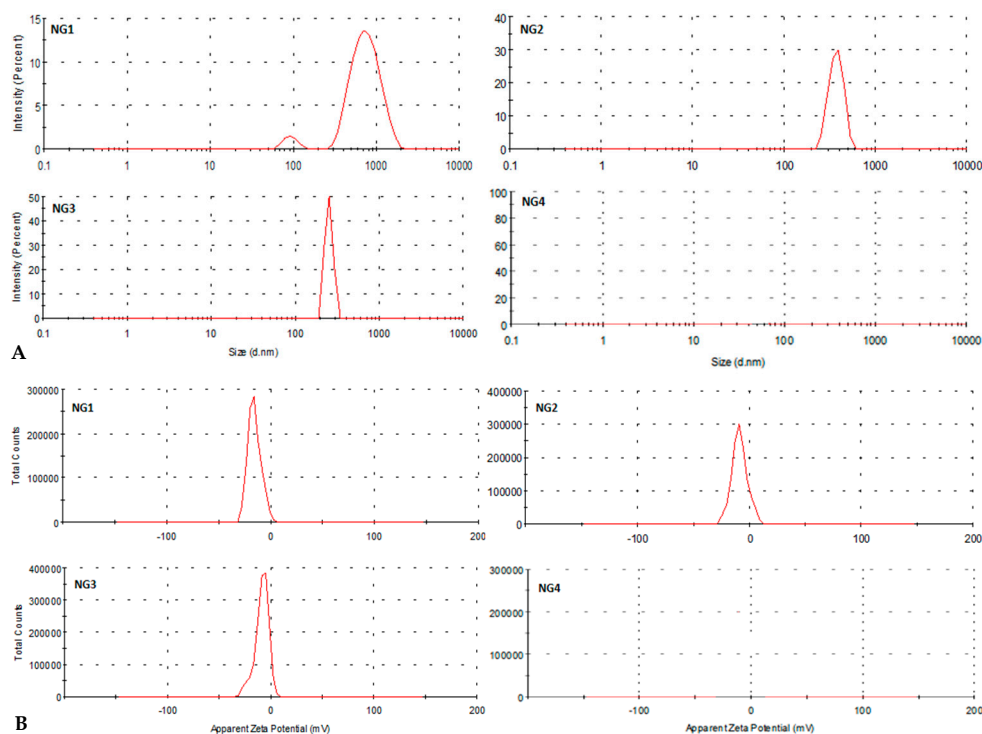 NG1
Intensity (Percent)
15
10
5
0
0.1 1 10 100 1000 10000
NG2
40
30
20
10
0
0.1 1 10 100 1000 10000
NG3
Intensity (Percent)
50
40
30
20
10
0
0.1 1 10 100 1000 10000
Size (d.nm)
NG4
100
80
60
40
20
0
0.1 1 10 100 1000 10000
Size (d.nm)
A
NG1
Total Counts
300000
200000
100000
0
-100 0 100 200
NG2
400000
300000
200000
100000
0
-100 0 100 200
NG3
Total Counts
400000
300000
200000
100000
0
-100 0 100 200
Apparent Zeta Potential (mV)
NG4
300000
200000
100000
0
-100 0 100 200
Apparent Zeta Potential (mV)
B